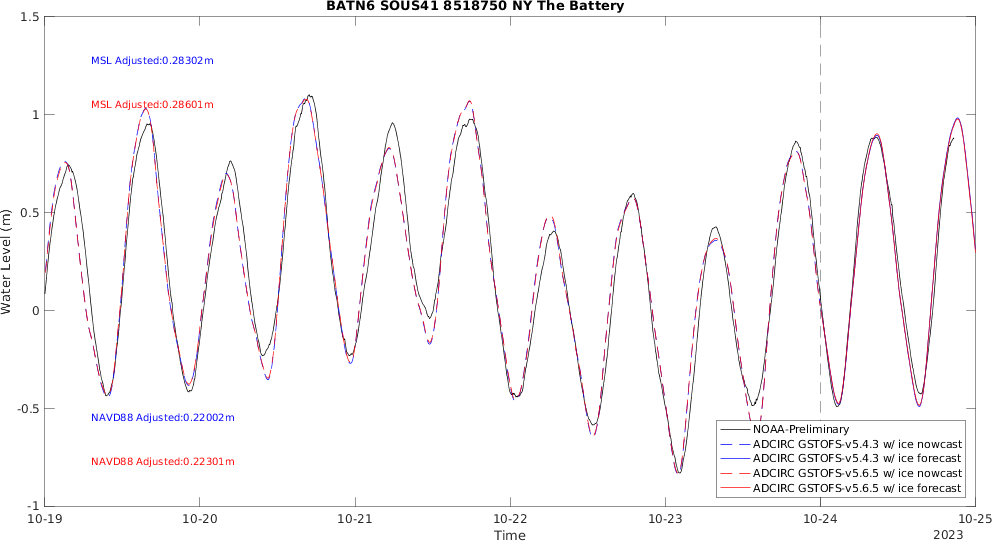 BATN6 SOUS41 8518750 NY The Battery
1.5
1
0.5
0
-0.5
-1
Water Level (m)
MSL Adjusted:0.28302m
MSL Adjusted:0.28601m
NAVD88 Adjusted:0.22002m
NAVD88 Adjusted:0.22301m
NOAA-Preliminary
ADCIRC GSTOFS-v5.4.3 w/ ice nowcast
ADCIRC GSTOFS-v5.4.3 w/ ice forecast
ADCIRC GSTOFS-v5.6.5 w/ ice nowcast
ADCIRC GSTOFS-v5.6.5 w/ ice forecast
10-19 10-20 10-21 10-22 10-23 10-24 10-25
Time
2023